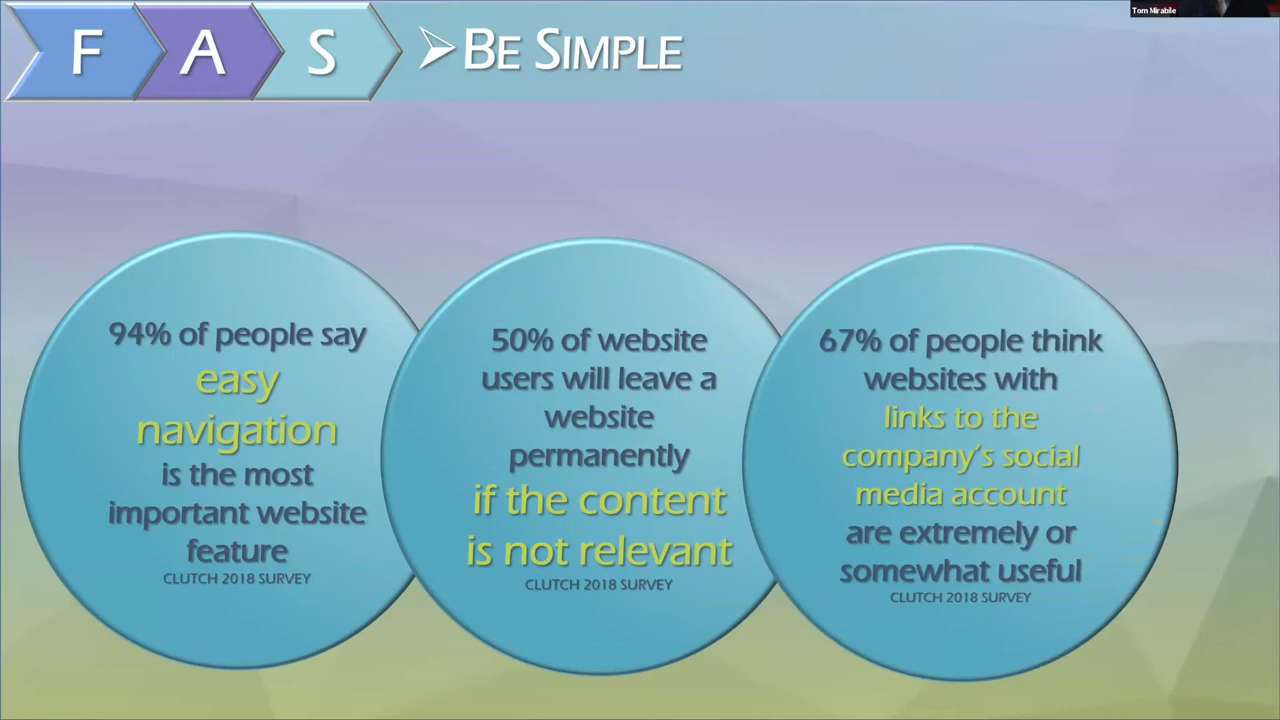 F A S ➢BE SIMPLE
Tom Mirabile
94% of people say
easy
navigation
is the most
important website
feature
CLUTCH 2018 SURVEY
50% of website
users will leave a
website
permanently
if the content
is not relevant
CLUTCH 2018 SURVEY
67% of people think
websites with
links to the
company's social
media account
are extremely or
somewhat useful
CLUTCH 2018 SURVEY